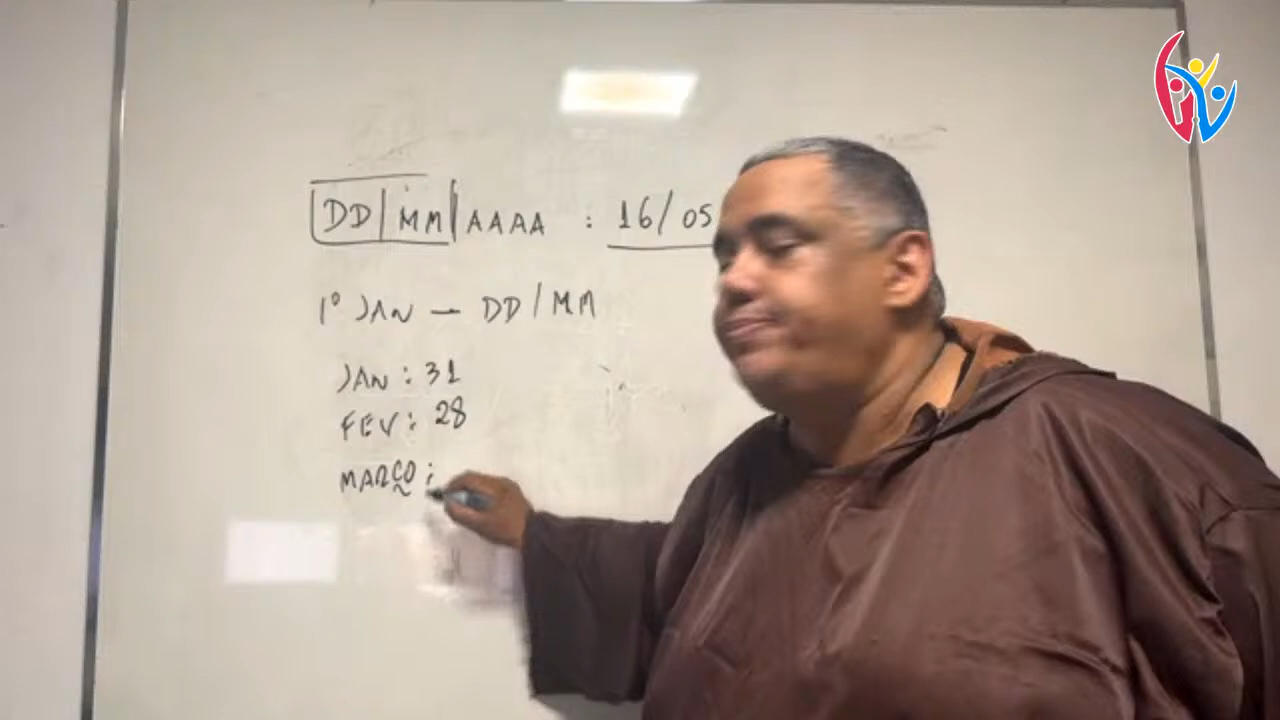 DD/MM/AAAA : 16/05
1º JAN — DD/MM
JAN: 31
FEV: 28
MARÇO: